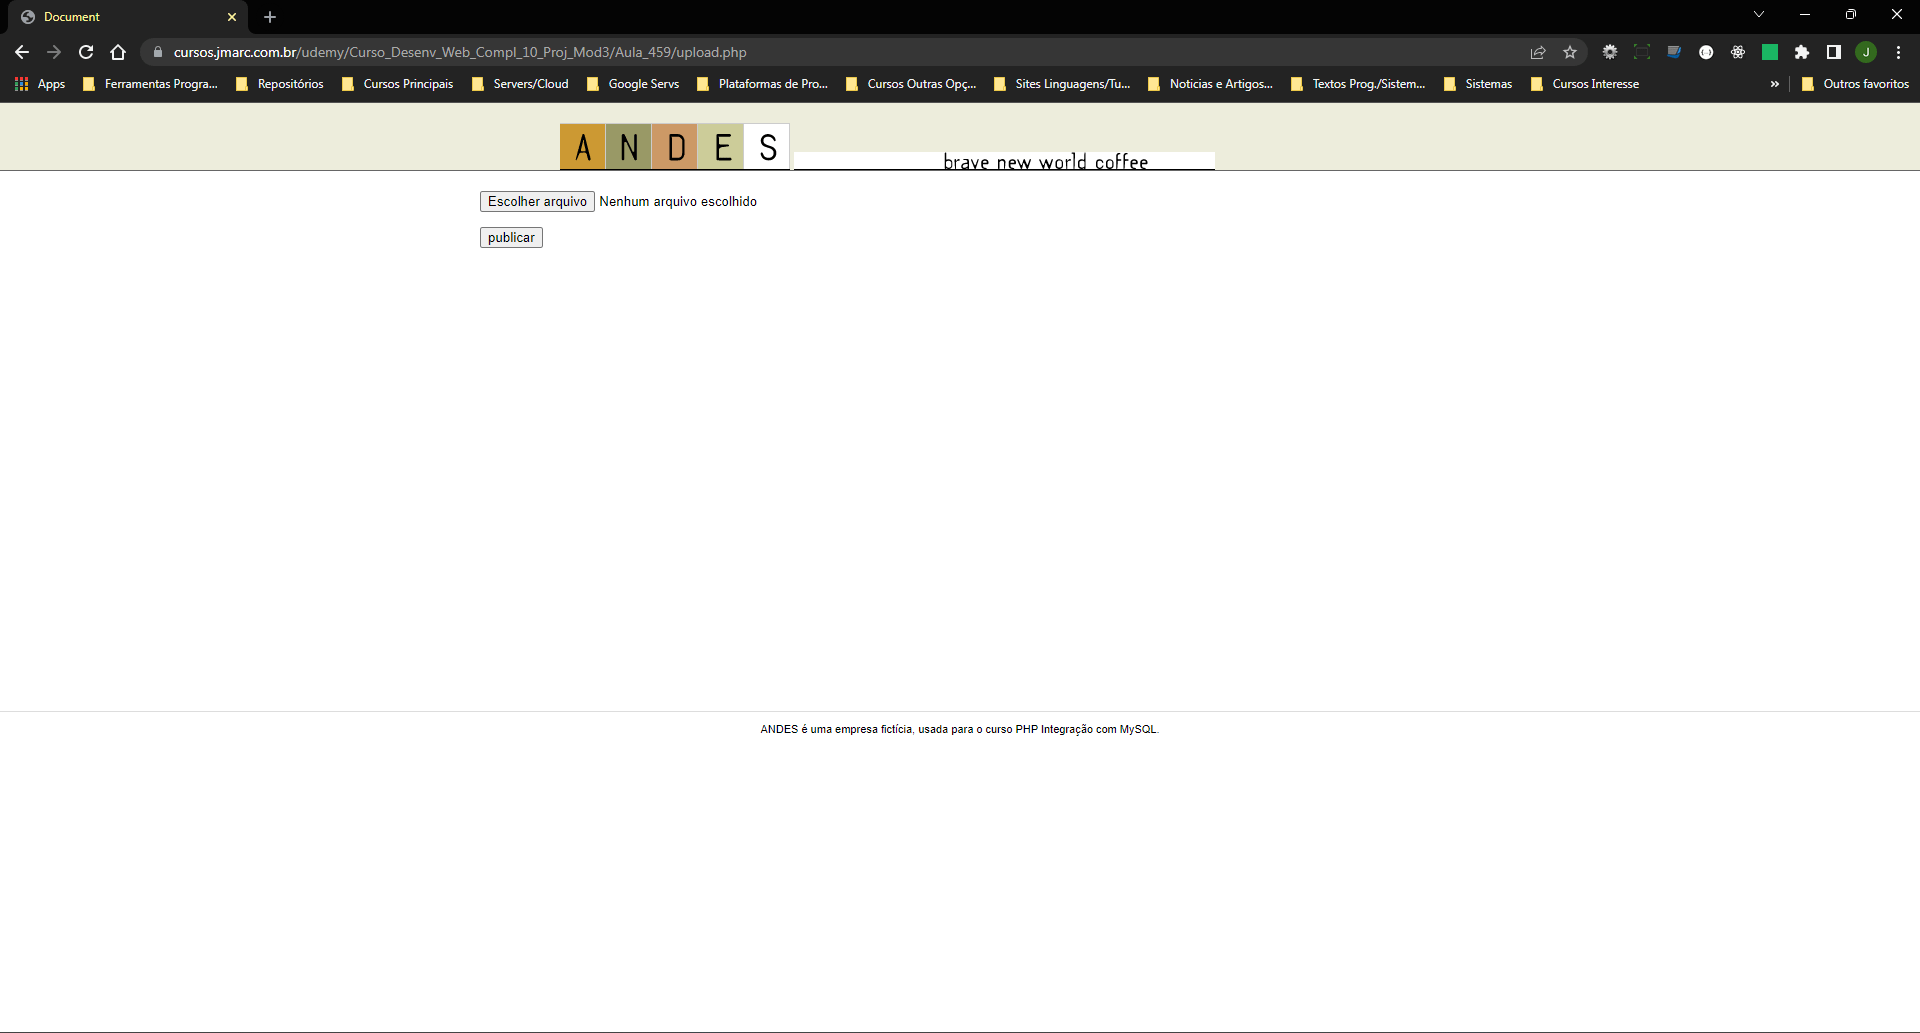 Document
cursos.jmarc.com.br/udemy/Curso_Desenv_Web_Compl_10_Proj_Mod3/Aula_459/upload.php
J
Apps Ferramentas Progra... Repositórios Cursos Principais Servers/Cloud Google Servs Plataformas de Pro... Cursos Outras Opç... Sites Linguagens/Tu... Noticias e Artigos... Textos Prog./Sistem... Sistemas Cursos Interesse » Outros favoritos
ANDES brave new world coffee
Escolher arquivo Nenhum arquivo escolhido
publicar
ANDES é uma empresa fictícia, usada para o curso PHP Integração com MySQL.